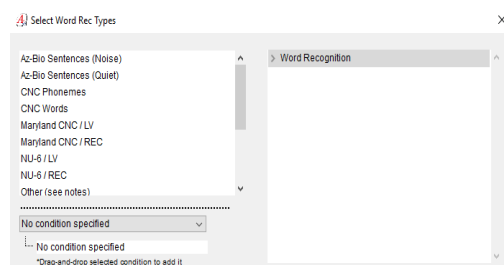 Select Word Rec Types
Az-Bio Sentences (Noise)
Az-Bio Sentences (Quiet)
CNC Phonemes
CNC Words
Maryland CNC / LV
Maryland CNC / REC
NU-6 / LV
NU-6 / REC
Other (see notes)
No condition specified
No condition specified
*Drag-and-drop selected condition to add it
Word Recognition